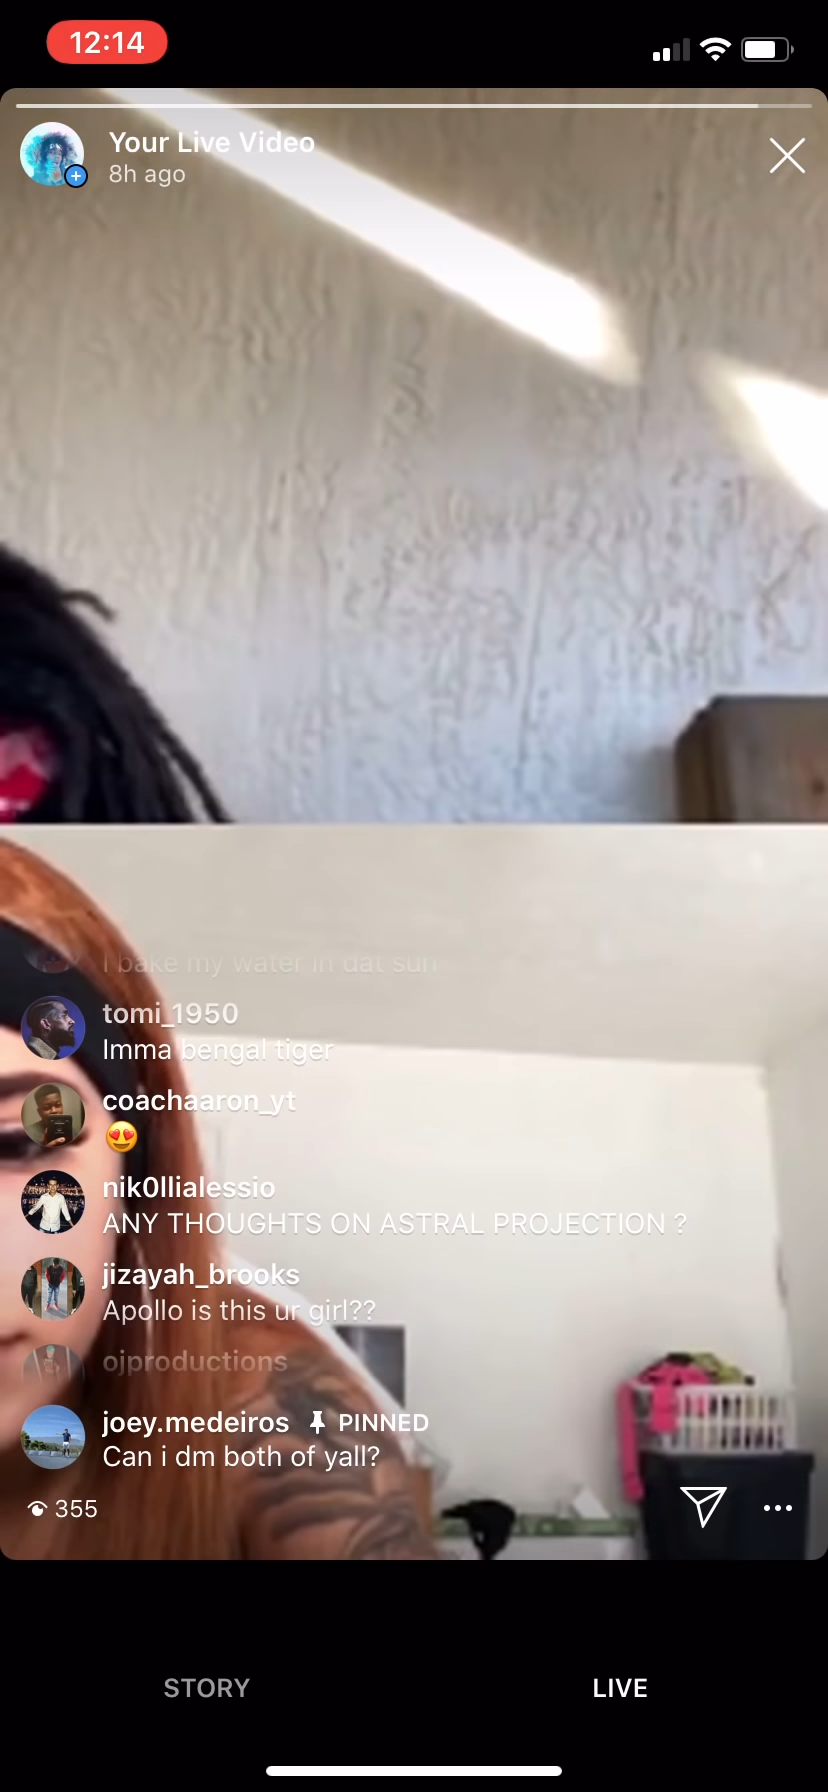 12:14
Your Live Video
8h ago
I bake my water in dat sun
tomi_1950
Imma bengal tiger
coachaaron_yt
😍
nik0llialessio
ANY THOUGHTS ON ASTRAL PROJECTION ?
jizayah_brooks
Apollo is this ur girl??
ojproductions
joey.medeiros PINNED
Can i dm both of yall?
355
STORY
LIVE